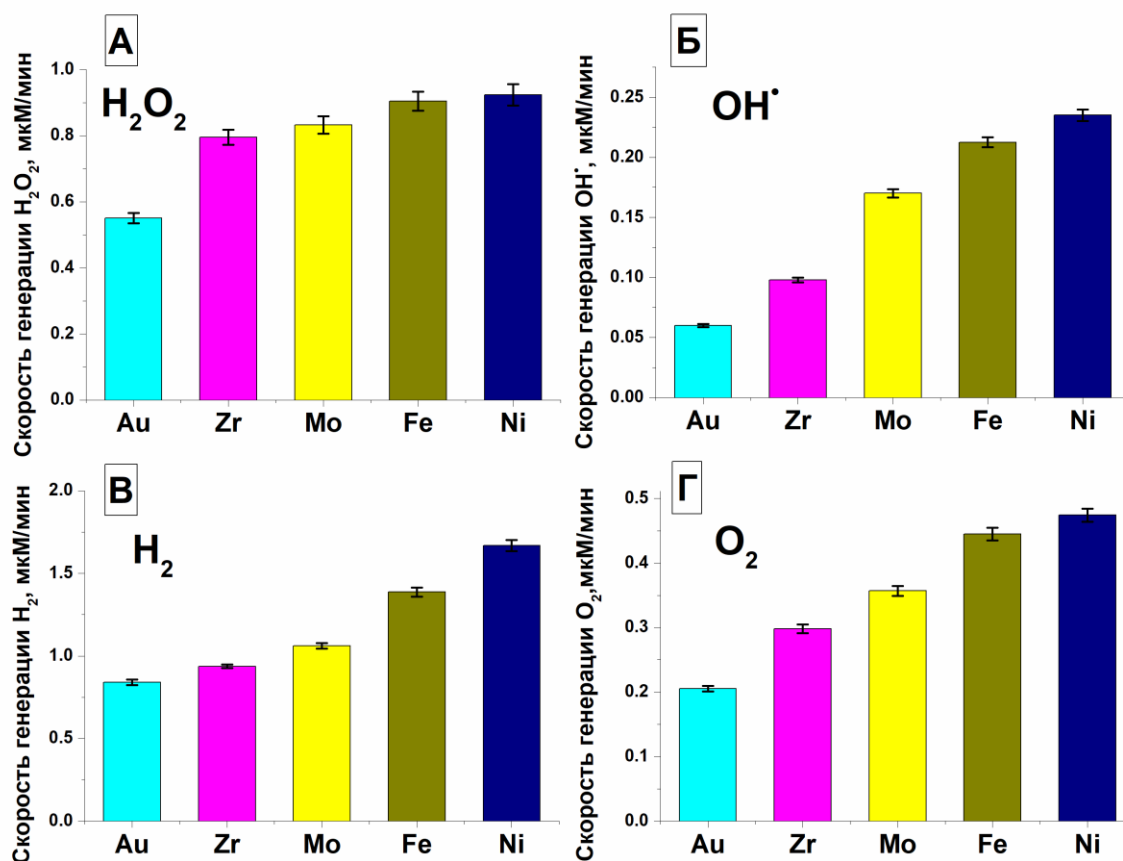 А
Скорость генерации H₂O₂, мкМ/мин
H₂O₂
1.0
0.8
0.6
0.4
0.2
0.0
Au Zr Mo Fe Ni
Б
Скорость генерации OH•, мкМ/мин
OH•
0.25
0.20
0.15
0.10
0.05
0.00
Au Zr Mo Fe Ni
В
Скорость генерации H₂, мкМ/мин
H₂
2.0
1.5
1.0
0.5
0.0
Au Zr Mo Fe Ni
Г
Скорость генерации O₂,мкМ/мин
O₂
0.5
0.4
0.3
0.2
0.1
0.0
Au Zr Mo Fe Ni